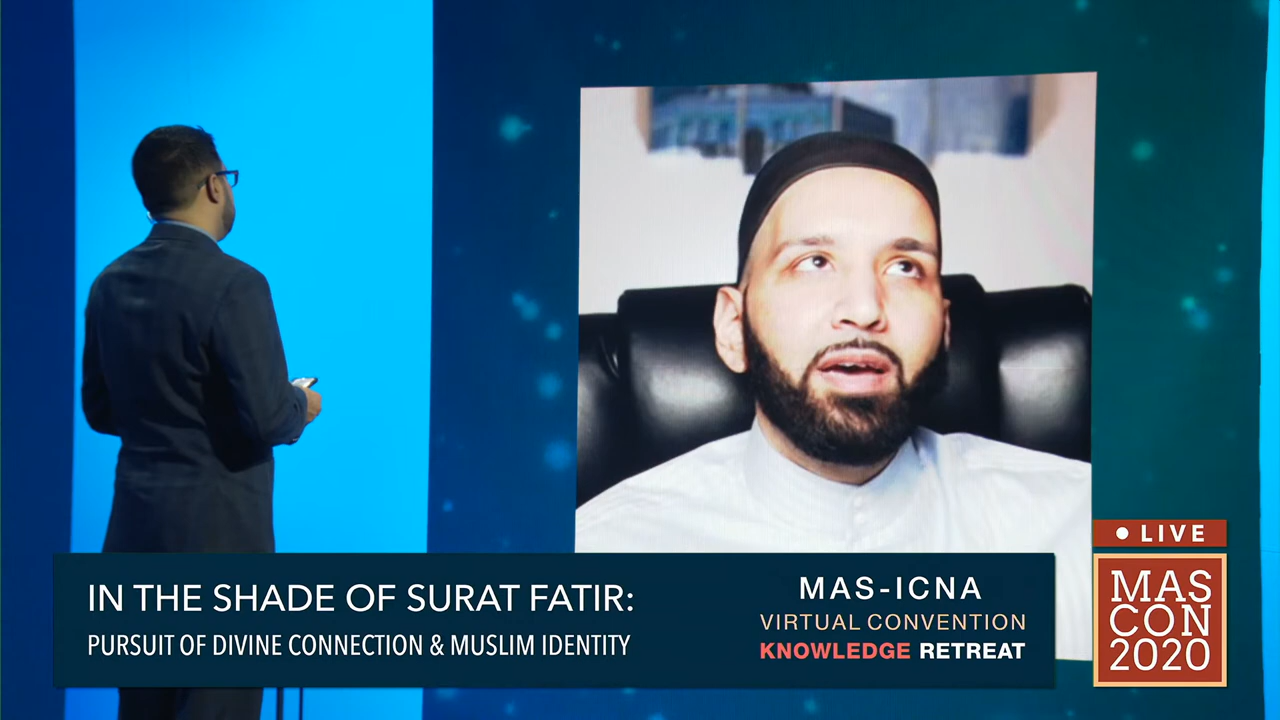 IN THE SHADE OF SURAT FATIR:
PURSUIT OF DIVINE CONNECTION & MUSLIM IDENTITY
MAS-ICNA
VIRTUAL CONVENTION
KNOWLEDGE RETREAT
LIVE
MAS
CON
2020